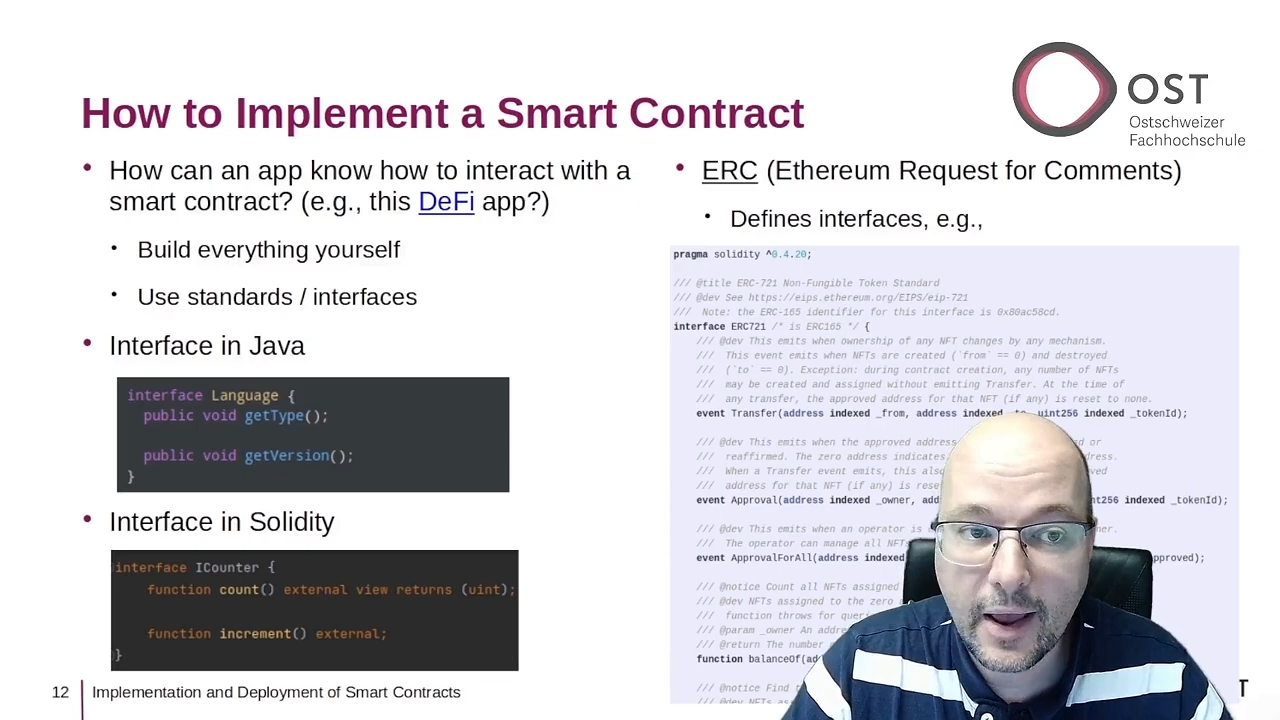 OST
Ostschweizer
Fachhochschule
How to Implement a Smart Contract
• How can an app know how to interact with a
smart contract? (e.g., this DeFi app?)
• Build everything yourself
• Use standards / interfaces
• Interface in Java
interface Language {
public void getType();
public void getVersion();
}
• Interface in Solidity
interface ICounter {
function count() external view returns (uint);
function increment() external;
}
• ERC (Ethereum Request for Comments)
• Defines interfaces, e.g.,
pragma solidity ^0.4.20;
/// @title ERC-721 Non-Fungible Token Standard
/// @dev See https://eips.ethereum.org/EIPS/eip-721
/// Note: the ERC-165 identifier for this interface is 0x80ac58cd.
interface ERC721 /* is ERC165 */ {
/// @dev This emits when ownership of any NFT changes by any mechanism.
/// This event emits when NFTs are created (`from` == 0) and destroyed
/// (`to` == 0). Exception: during contract creation, any number of NFTs
/// may be created and assigned without emitting Transfer. At the time of
/// any transfer, the approved address for that NFT (if any) is reset to none.
event Transfer(address indexed _from, address indexed _to, uint256 indexed _tokenId);
/// @dev This emits when the approved address or
/// reaffirmed. The zero address indicates
/// When a Transfer event emits, this
/// address for that NFT (if any) is
event Approval(address indexed _owner, indexed _tokenId);
/// @dev This emits when an operator is
/// The operator can manage all
event ApprovalForAll(address indexed
/// @notice Count all NFTs assigned
/// @dev NFTs assigned to the zero
/// function throws for
/// @param _owner An
/// @return The number
function balanceOf(
/// @notice Find
/// @dev NFTs
12 Implementation and Deployment of Smart Contracts